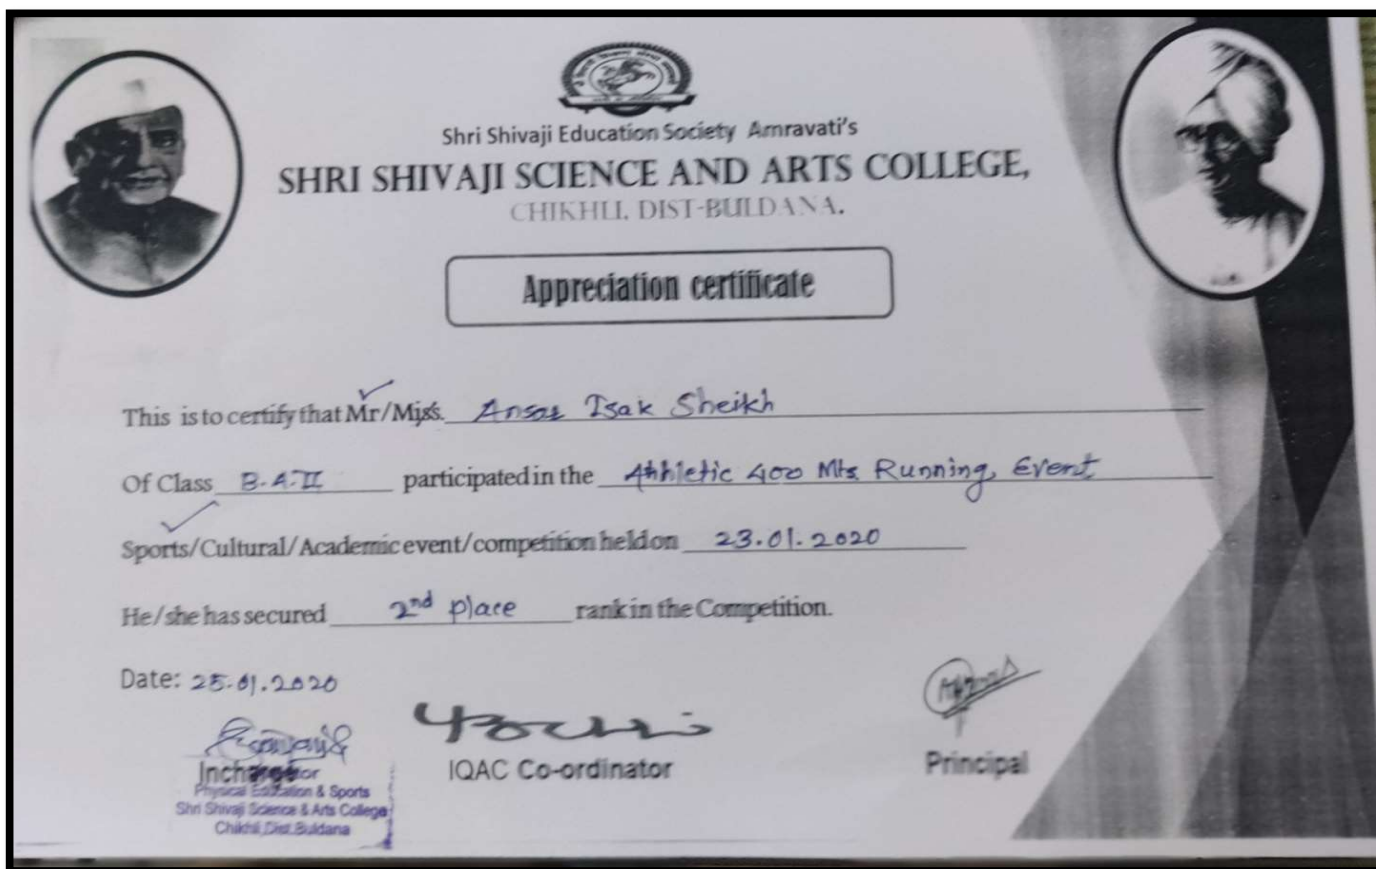 Shri Shivaji Education Society Amravati's
SHRI SHIVAJI SCIENCE AND ARTS COLLEGE,
CHIKHLI, DIST-BULDANA.
Appreciation certificate
This is to certify that Mr/Miss. Ansar Isak Sheikh
Of Class B.A.II participated in the Athletic 400 Mts. Running, Event
Sports/Cultural/Academic event/competition held on 23.01.2020
He/she has secured 2nd place rank in the Competition.
Date: 25.01.2020
Incharge
Physical Education & Sports
Shri Shivaji Science & Arts College
Chikhli, Dist. Buldana
IQAC Co-ordinator
Principal